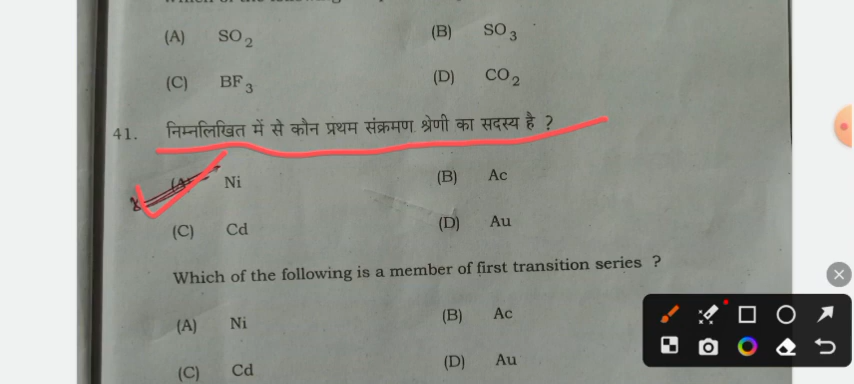 (A) SO2 (B) SO3
(C) BF3 (D) CO2
41. निम्नलिखित में से कौन प्रथम संक्रमण श्रेणी का सदस्य है ?
(A) Ni (B) Ac
(C) Cd (D) Au
Which of the following is a member of first transition series ?
(A) Ni (B) Ac
(C) Cd (D) Au